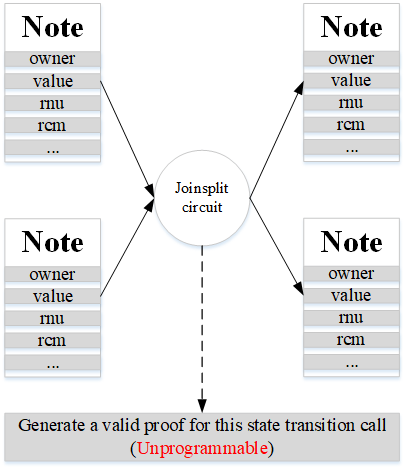 Note
owner
value
rnu
rcm
...
Note
owner
value
rnu
rcm
...
Joinsplit
circuit
Note
owner
value
rnu
rcm
...
Note
owner
value
rnu
rcm
...
Generate a valid proof for this state transition call
(Unprogrammable)